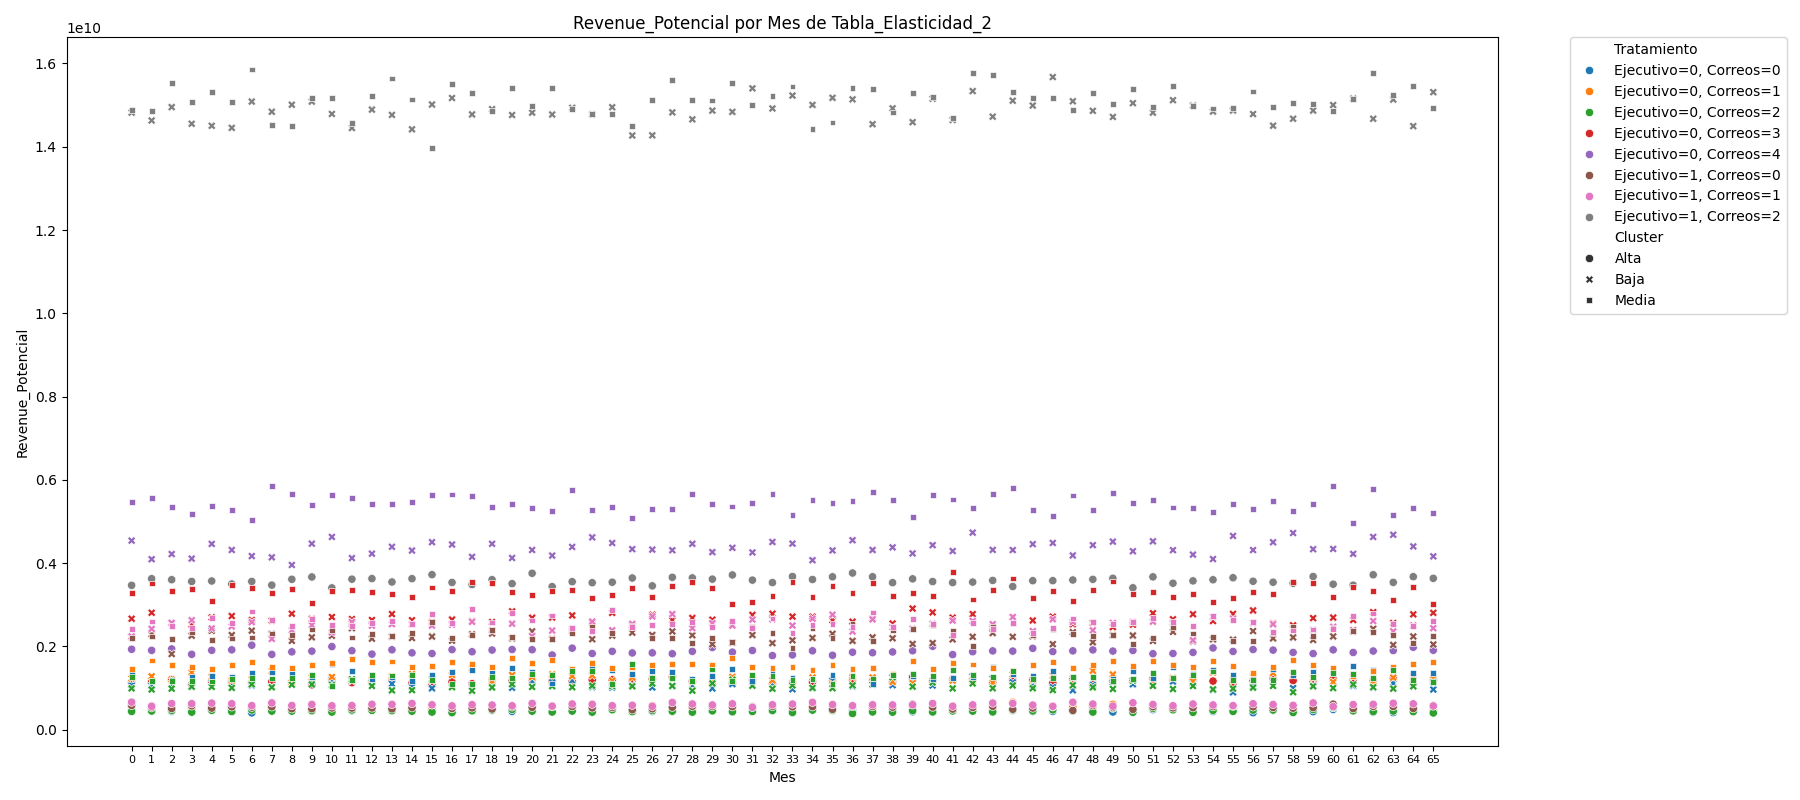 Revenue_Potencial por Mes de Tabla_Elasticidad_2
1e10
1.6
1.4
1.2
1.0
0.8
0.6
0.4
0.2
0.0
Revenue_Potencial
0 1 2 3 4 5 6 7 8 9 10 11 12 13 14 15 16 17 18 19 20 21 22 23 24 25 26 27 28 29 30 31 32 33 34 35 36 37 38 39 40 41 42 43 44 45 46 47 48 49 50 51 52 53 54 55 56 57 58 59 60 61 62 63 64 65
Mes
Tratamiento
Ejecutivo=0, Correos=0
Ejecutivo=0, Correos=1
Ejecutivo=0, Correos=2
Ejecutivo=0, Correos=3
Ejecutivo=0, Correos=4
Ejecutivo=1, Correos=0
Ejecutivo=1, Correos=1
Ejecutivo=1, Correos=2
Cluster
Alta
Baja
Media